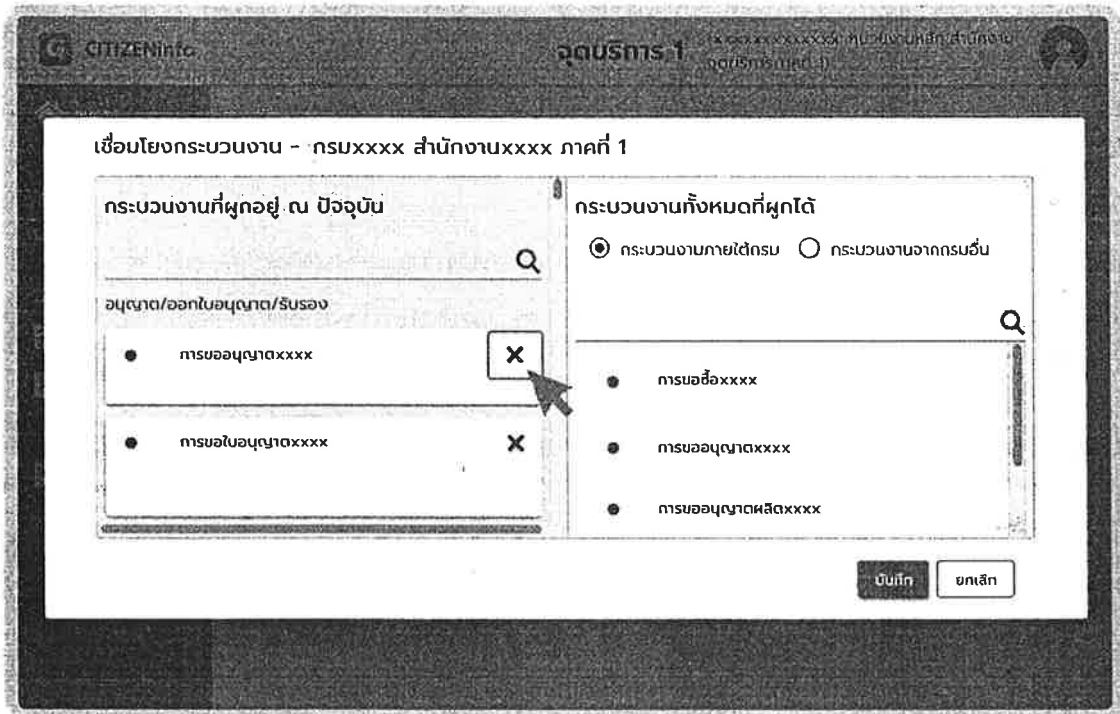 CITIZENinfo
จุดบริการ 1
เชื่อมโยงกระบวนงาน - กรมxxxx สำนักงานxxxx ภาคที่ 1
กระบวนงานที่ผูกอยู่ ณ ปัจจุบัน
อนุญาต/ออกใบอนุญาต/รับรอง
การขออนุญาตxxxx
การขอใบอนุญาตxxxx
กระบวนงานทั้งหมดที่ผูกได้
กระบวนงานภายใต้กรม
กระบวนงานจากกรมอื่น
การขอซื้อxxxx
การขออนุญาตxxxx
การขออนุญาตผลิตxxxx
บันทึก
ยกเลิก